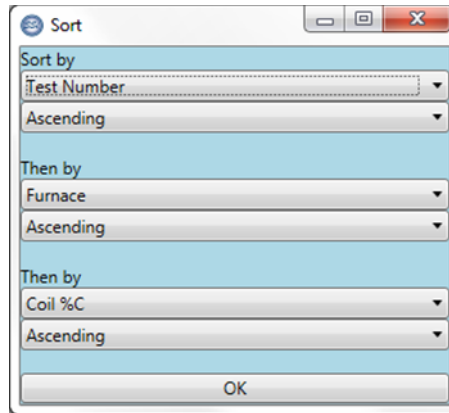 Sort
Sort by
Test Number
Ascending
Then by
Furnace
Ascending
Then by
Coil %C
Ascending
OK